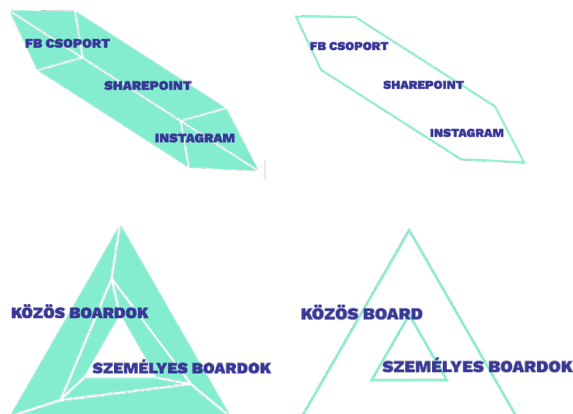 FB CSOPORT
SHAREPOINT
INSTAGRAM
FB CSOPORT
SHAREPOINT
INSTAGRAM
KÖZÖS BOARDOK
SZEMÉLYES BOARDOK
KÖZÖS BOARD
SZEMÉLYES BOARDOK